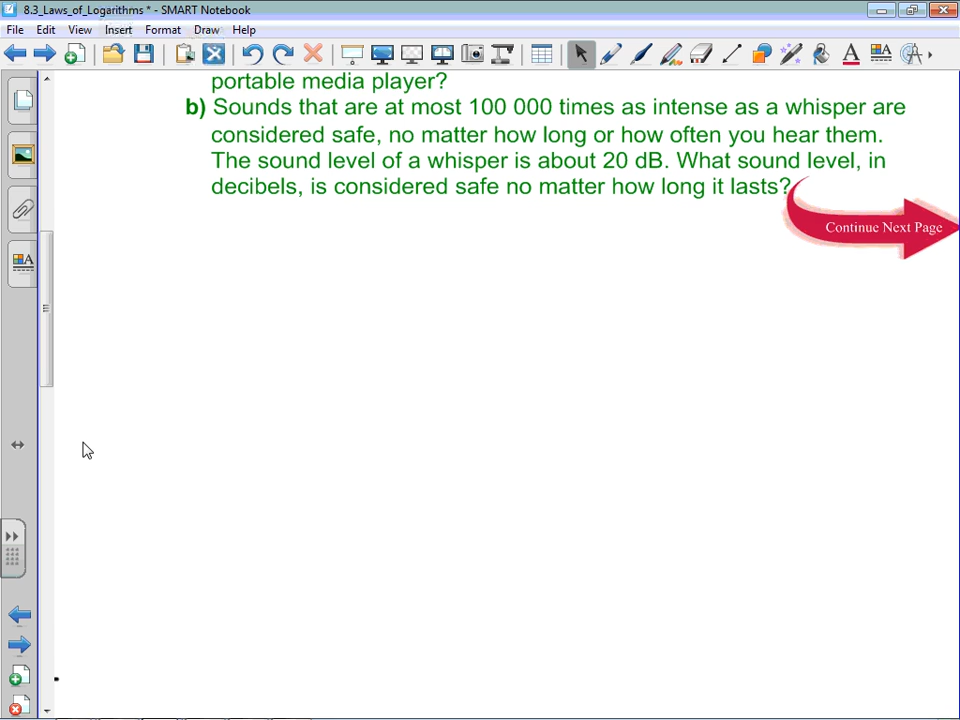 8.3_Laws_of_Logarithms * - SMART Notebook
File Edit View Insert Format Draw Help
portable media player?
b) Sounds that are at most 100 000 times as intense as a whisper are
considered safe, no matter how long or how often you hear them.
The sound level of a whisper is about 20 dB. What sound level, in
decibels, is considered safe no matter how long it lasts?
Continue Next Page